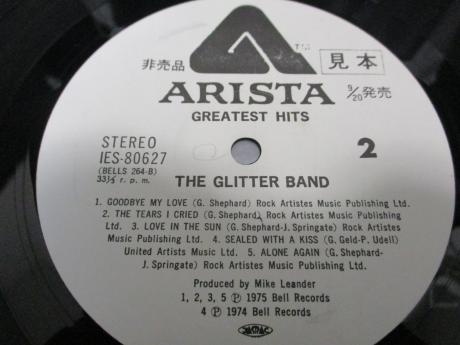 TM
非売品
見本
ARISTA
9/20発売
GREATEST HITS
STEREO
IES-80627
(BELLS 264-B)
33⅓ r. p. m.
2
THE GLITTER BAND
1. GOODBYE MY LOVE (G. Shephard) Rock Artistes Music Publishing Ltd.
2. THE TEARS I CRIED (G. Shephard) Rock Artistes Music Publishing
Ltd. 3. LOVE IN THE SUN (G. Shephard-J. Springate) Rock Artistes
Music Publishing Ltd. 4. SEALED WITH A KISS (G. Geld-P. Udell)
United Artists Music Ltd. 5. ALONE AGAIN (G. Shephard-
J. Springate) Rock Artistes Music Publishing Ltd.
Produced by Mike Leander
1, 2, 3, 5 Ⓟ 1975 Bell Records
4 Ⓟ 1974 Bell Records
JASRAC